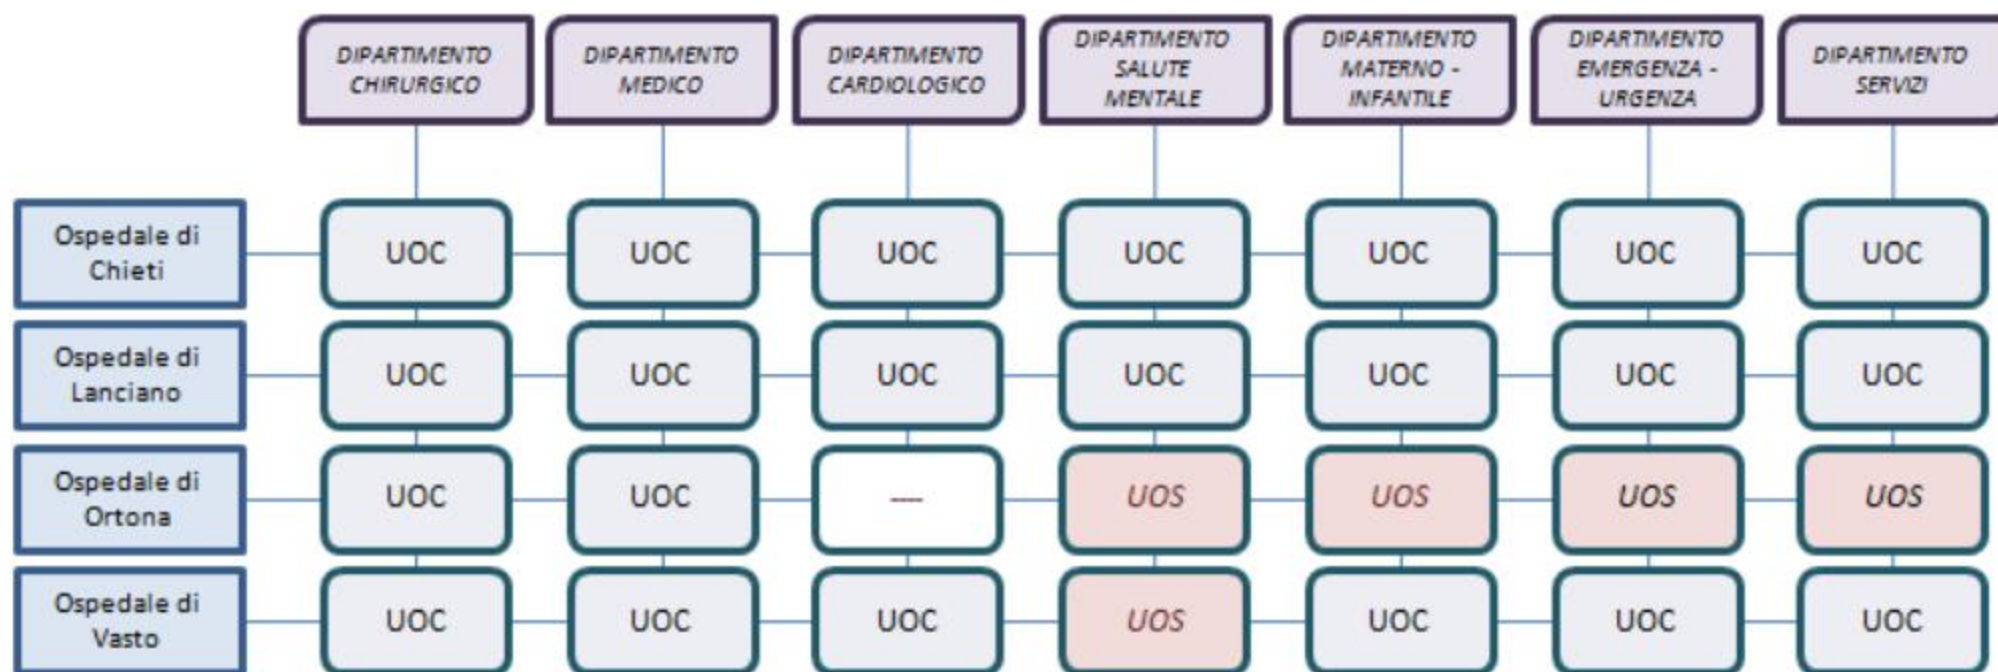 DIPARTIMENTO
CHIRURGICO
DIPARTIMENTO
MEDICO
DIPARTIMENTO
CARDIOLOGICO
DIPARTIMENTO
SALUTE
MENTALE
DIPARTIMENTO
MATERNO -
INFANTILE
DIPARTIMENTO
EMERGENZA -
URGENZA
DIPARTIMENTO
SERVIZI
Ospedale di
Chieti
UOC
UOC
UOC
UOC
UOC
UOC
UOC
Ospedale di
Lanciano
UOC
UOC
UOC
UOC
UOC
UOC
UOC
Ospedale di
Ortona
UOC
UOC
----
UOS
UOS
UOS
UOS
Ospedale di
Vasto
UOC
UOC
UOC
UOS
UOC
UOC
UOC